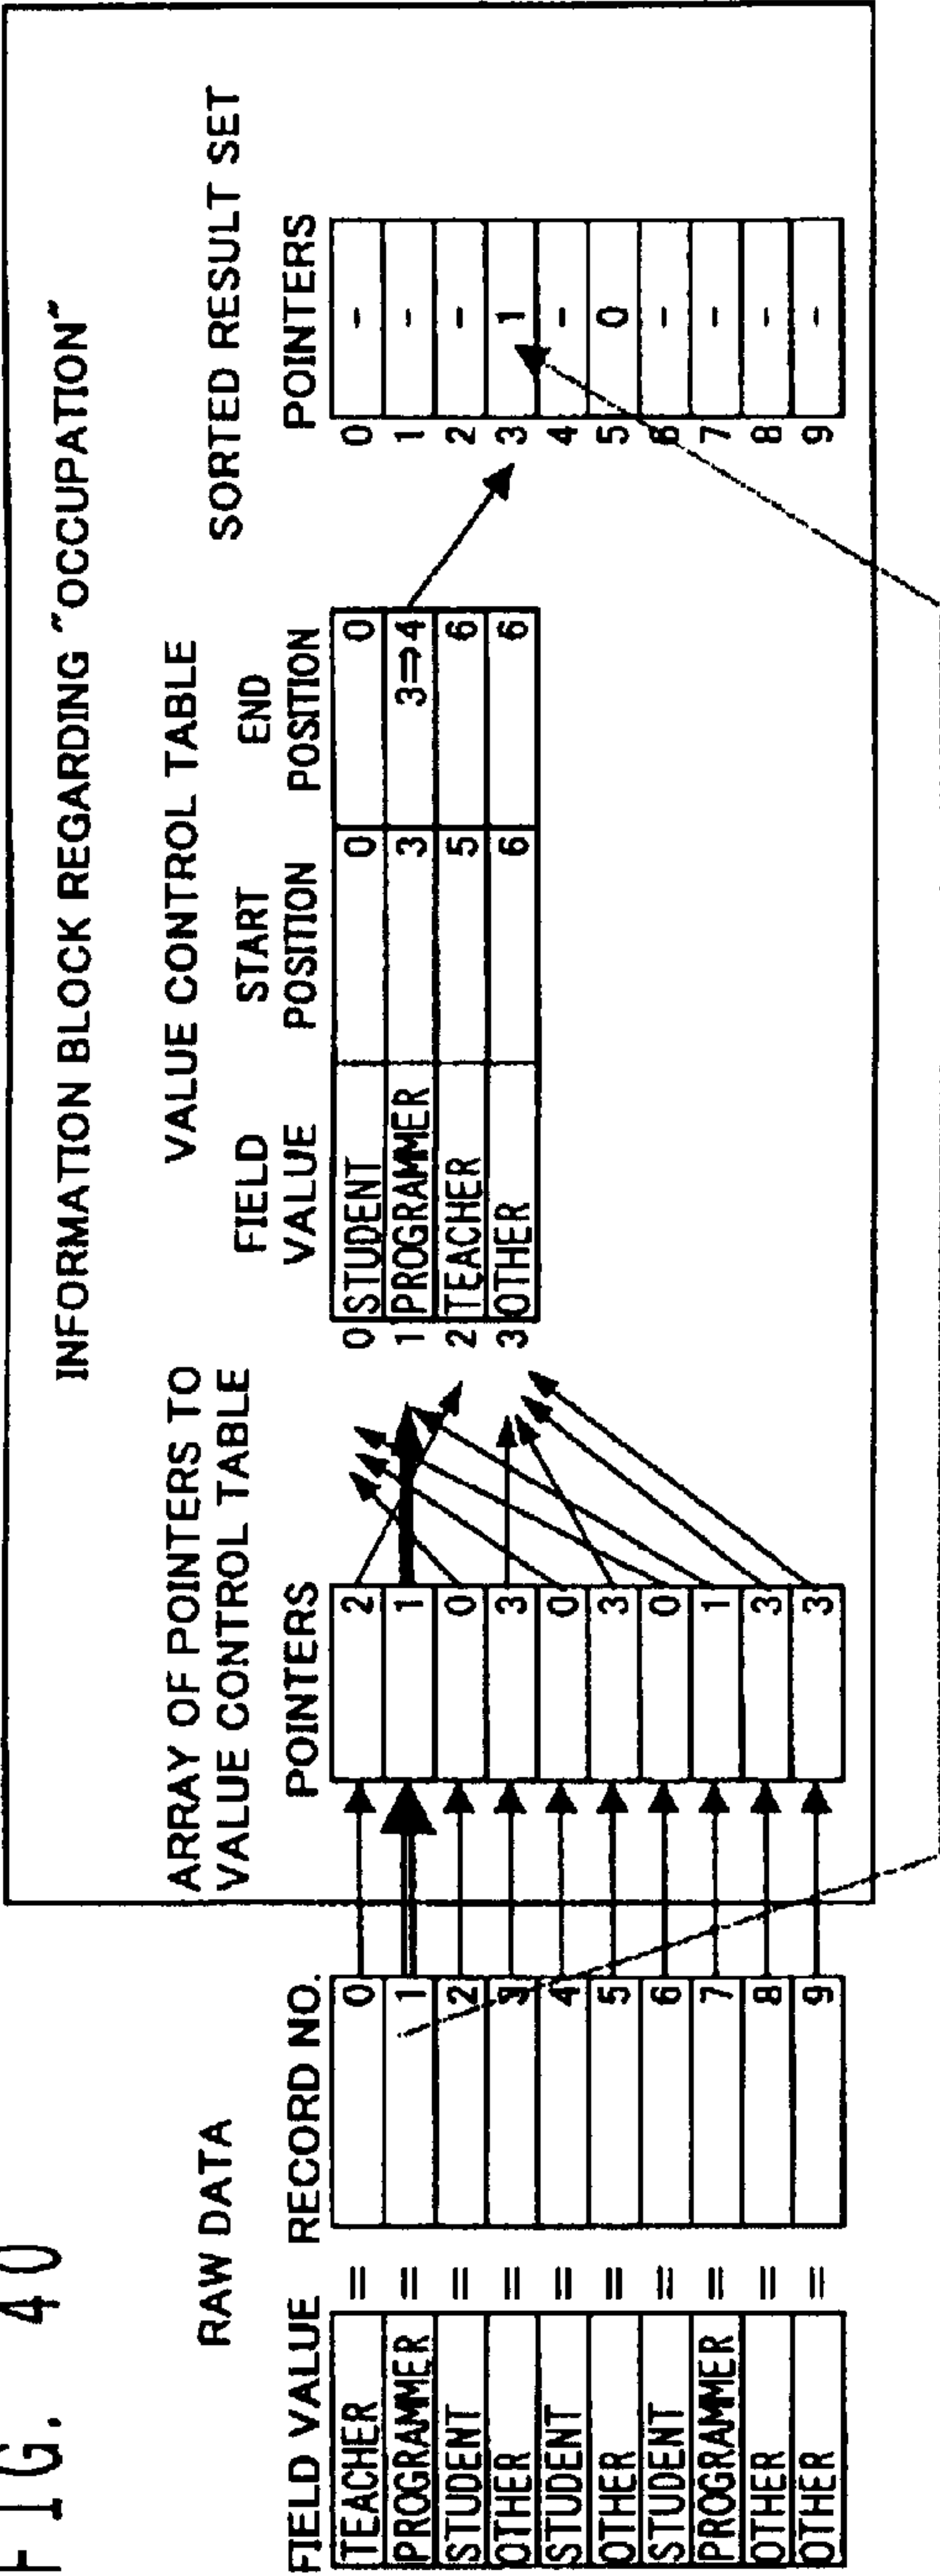 FIG. 40
INFORMATION BLOCK REGARDING "OCCUPATION"
RAW DATA
ARRAY OF POINTERS TO
VALUE CONTROL TABLE
VALUE CONTROL TABLE
SORTED RESULT SET
FIELD VALUE RECORD NO.
TEACHER = 0
PROGRAMMER = 1
STUDENT = 2
OTHER = 3
STUDENT = 4
OTHER = 5
STUDENT = 6
PROGRAMMER = 7
OTHER = 8
OTHER = 9
POINTERS
2
1
0
3
0
3
0
1
3
3
FIELD VALUE START POSITION END POSITION
0 STUDENT 0 0
1 PROGRAMMER 3 3⇒4
2 TEACHER 5 6
3 OTHER 6 6
POINTERS
0 -
1 -
2 -
3 1
4 -
5 0
6 -
7 -
8 -
9 -